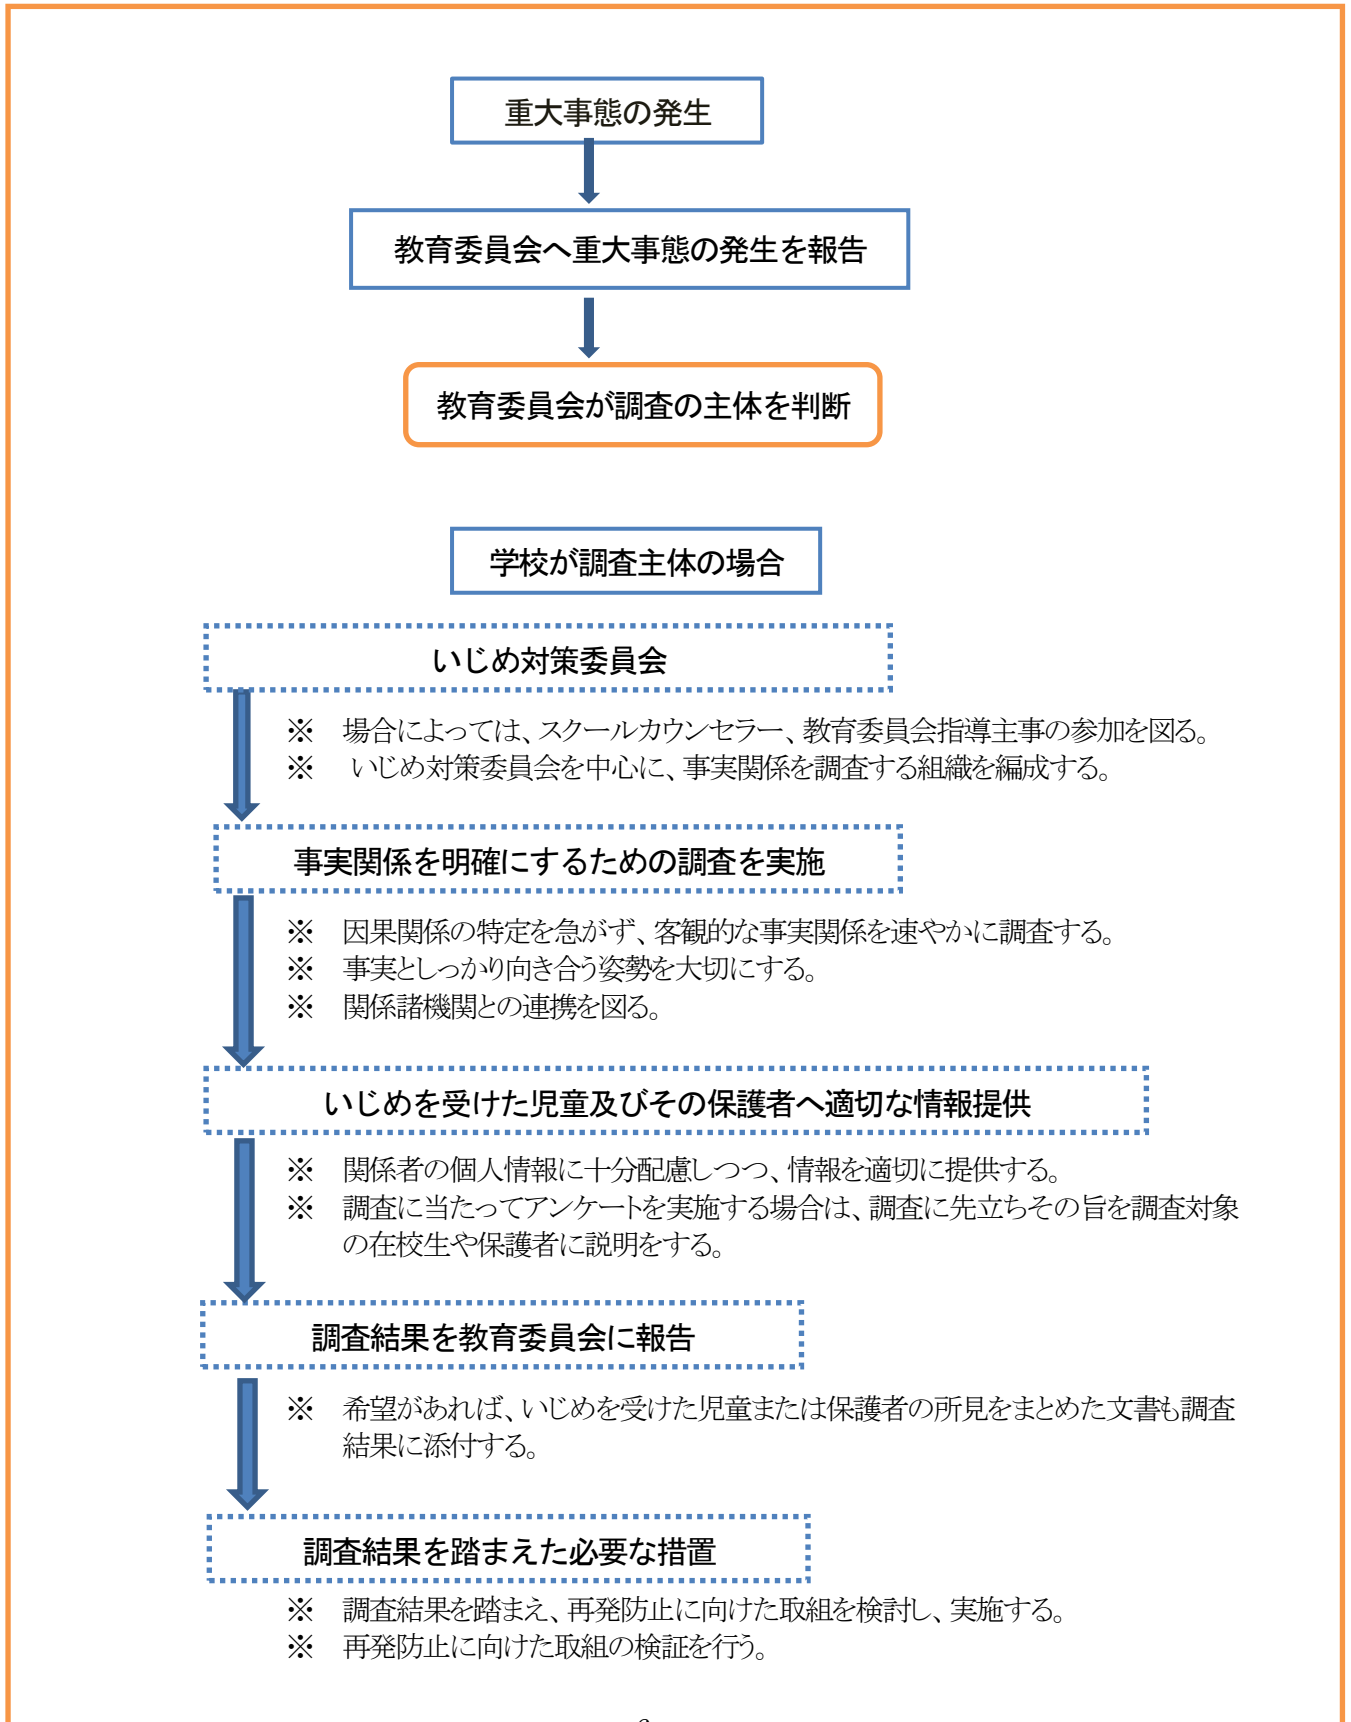 重大事態の発生
教育委員会へ重大事態の発生を報告
教育委員会が調査の主体を判断
学校が調査主体の場合
いじめ対策委員会
※　場合によっては、スクールカウンセラー、教育委員会指導主事の参加を図る。
※　いじめ対策委員会を中心に、事実関係を調査する組織を編成する。
事実関係を明確にするための調査を実施
※　因果関係の特定を急がず、客観的な事実関係を速やかに調査する。
※　事実としっかり向き合う姿勢を大切にする。
※　関係諸機関との連携を図る。
いじめを受けた児童及びその保護者へ適切な情報提供
※　関係者の個人情報に十分配慮しつつ、情報を適切に提供する。
※　調査に当たってアンケートを実施する場合は、調査に先立ちその旨を調査対象
の在校生や保護者に説明をする。
調査結果を教育委員会に報告
※　希望があれば、いじめを受けた児童または保護者の所見をまとめた文書も調査
結果に添付する。
調査結果を踏まえた必要な措置
※　調査結果を踏まえ、再発防止に向けた取組を検討し、実施する。
※　再発防止に向けた取組の検証を行う。